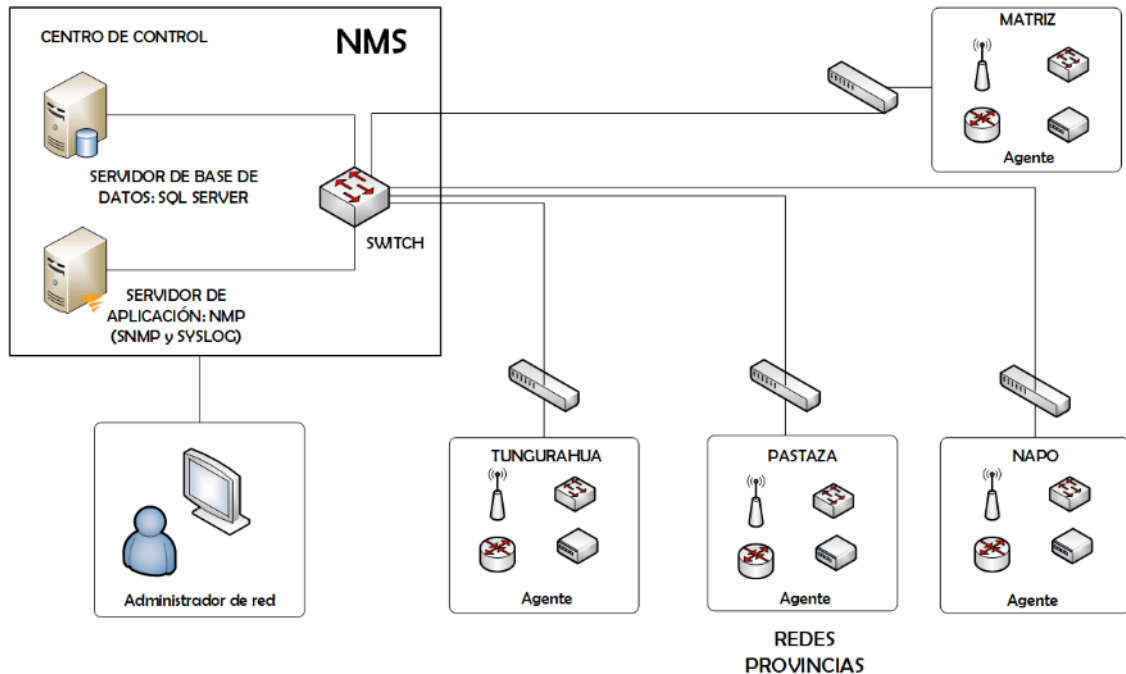 CENTRO DE CONTROL
NMS
SERVIDOR DE BASE DE
DATOS: SQL SERVER
SWITCH
SERVIDOR DE
APLICACIÓN: NMP
(SNMP y SYSLOG)
Administrador de red
MATRIZ
Agente
TUNGURAHUA
Agente
PASTAZA
Agente
NAPO
Agente
REDES
PROVINCIAS